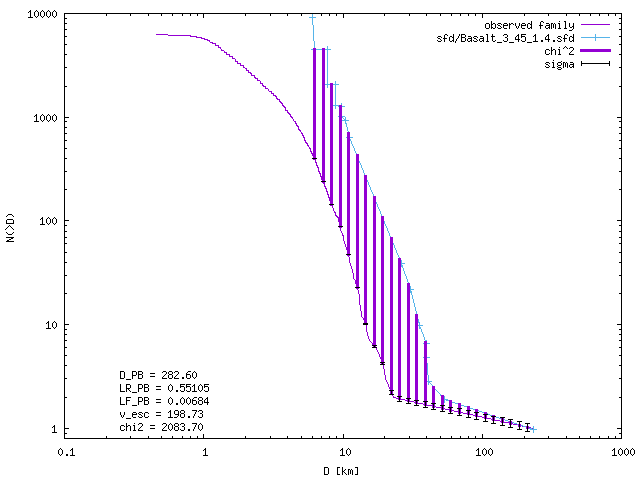 10000
1000
100
10
1
N(>D)
observed family
sfd/Basalt_3_45_1.4.sfd
chi^2
sigma
D_PB = 282.60
LR_PB = 0.55105
LF_PB = 0.00684
v_esc = 198.73
chi2 = 2083.70
0.1 1 10 100 1000
D [km]